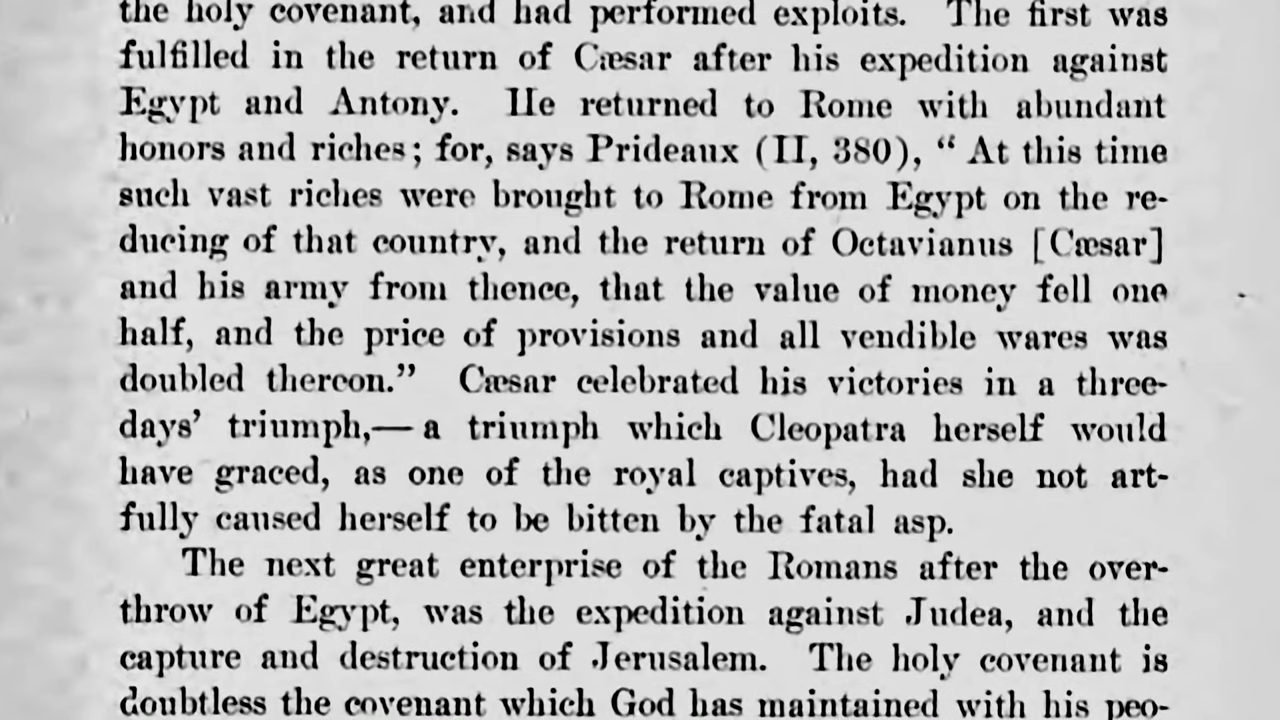 the holy covenant, and had performed exploits. The first was
fulfilled in the return of Cæsar after his expedition against
Egypt and Antony. He returned to Rome with abundant
honors and riches; for, says Prideaux (II, 380), “ At this time
such vast riches were brought to Rome from Egypt on the re-
ducing of that country, and the return of Octavianus [Cæsar]
and his army from thence, that the value of money fell one
half, and the price of provisions and all vendible wares was
doubled thereon.” Cæsar celebrated his victories in a three-
days’ triumph,— a triumph which Cleopatra herself would
have graced, as one of the royal captives, had she not art-
fully caused herself to be bitten by the fatal asp.
The next great enterprise of the Romans after the over-
throw of Egypt, was the expedition against Judea, and the
capture and destruction of Jerusalem. The holy covenant is
doubtless the covenant which God has maintained with his peo-